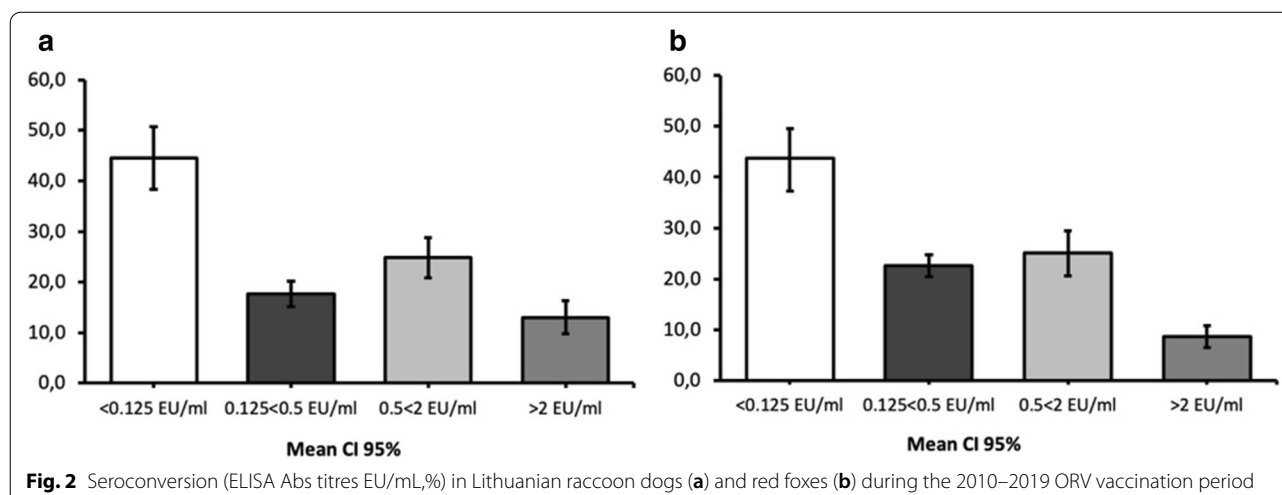 a
60,0
50,0
40,0
30,0
20,0
10,0
0,0
<0.125 EU/ml 0.125<0.5 EU/ml 0.5<2 EU/ml >2 EU/ml
Mean CI 95%
b
60,0
50,0
40,0
30,0
20,0
10,0
0,0
<0.125 EU/ml 0.125<0.5 EU/ml 0.5<2 EU/ml >2 EU/ml
Mean CI 95%
Fig. 2 Seroconversion (ELISA Abs titres EU/mL,%) in Lithuanian raccoon dogs (a) and red foxes (b) during the 2010–2019 ORV vaccination period